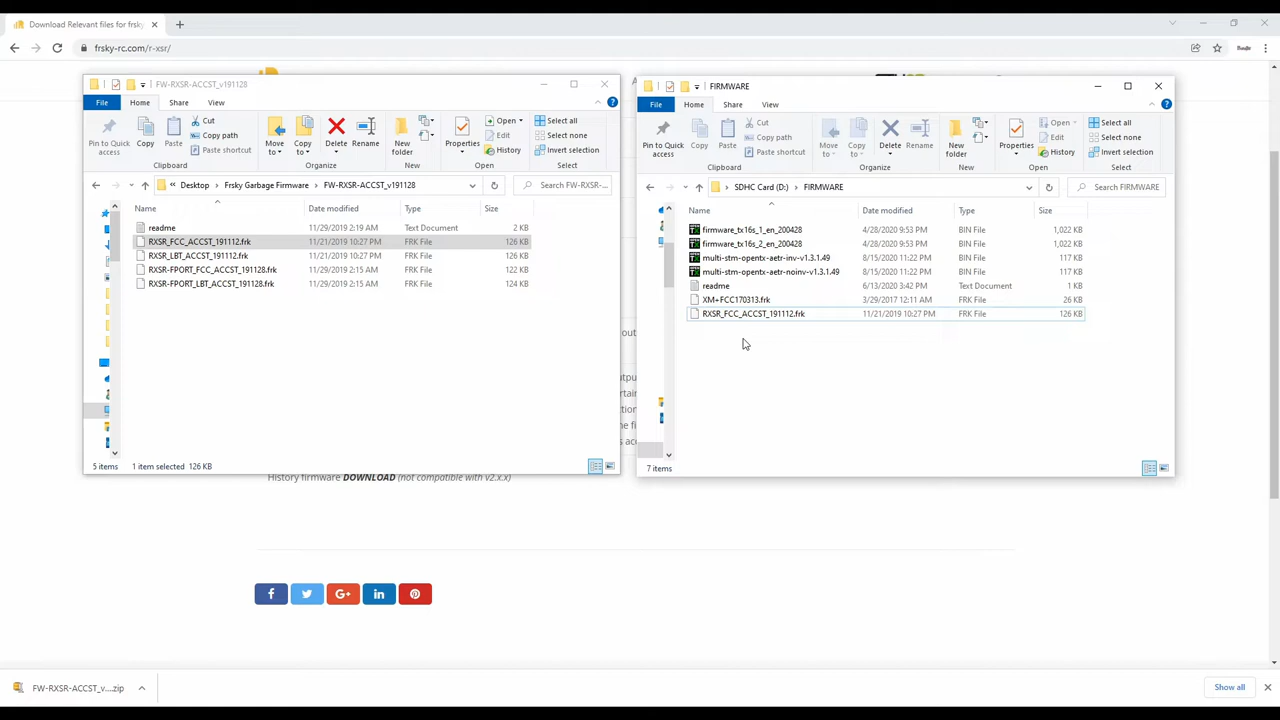 Download Relevant files for frsky
frsky-rc.com/r-xsr/
FW-RXSR-ACCST_v191128
File Home Share View
Pin to Quick access
Copy
Paste
Cut
Copy path
Paste shortcut
Clipboard
Move to
Copy to
Delete
Rename
Organize
New folder
New
Properties
Open
Edit
History
Open
Select all
Select none
Invert selection
Select
« Desktop > Frsky Garbage Firmware > FW-RXSR-ACCST_v191128
Search FW-RXSR-...
Name Date modified Type Size
readme 11/29/2019 2:19 AM Text Document 2 KB
RXSR_FCC_ACCST_191112.frk 11/21/2019 10:27 PM FRK File 126 KB
RXSR_LBT_ACCST_191112.frk 11/21/2019 10:27 PM FRK File 126 KB
RXSR-FPORT_FCC_ACCST_191128.frk 11/29/2019 2:15 AM FRK File 122 KB
RXSR-FPORT_LBT_ACCST_191128.frk 11/29/2019 2:15 AM FRK File 124 KB
5 items 1 item selected 126 KB
FIRMWARE
File Home Share View
Pin to Quick access
Copy
Paste
Cut
Copy path
Paste shortcut
Clipboard
Move to
Copy to
Delete
Rename
Organize
New folder
New
Properties
Open
Edit
History
Open
Select all
Select none
Invert selection
Select
> SDHC Card (D:) > FIRMWARE
Search FIRMWARE
Name Date modified Type Size
firmware_tx16s_1_en_200428 4/28/2020 9:53 PM BIN File 1,022 KB
firmware_tx16s_2_en_200428 4/28/2020 9:53 PM BIN File 1,022 KB
multi-stm-opentx-aetr-inv-v1.3.1.49 8/15/2020 11:22 PM BIN File 117 KB
multi-stm-opentx-aetr-noinv-v1.3.1.49 8/15/2020 11:22 PM BIN File 117 KB
readme 6/13/2020 3:42 PM Text Document 1 KB
XM+FCC170313.frk 3/29/2017 12:11 AM FRK File 26 KB
RXSR_FCC_ACCST_191112.frk 11/21/2019 10:27 PM FRK File 126 KB
7 items
History firmware DOWNLOAD (not compatible with v2.x.x)
FW-RXSR-ACCST_v....zip
Show all